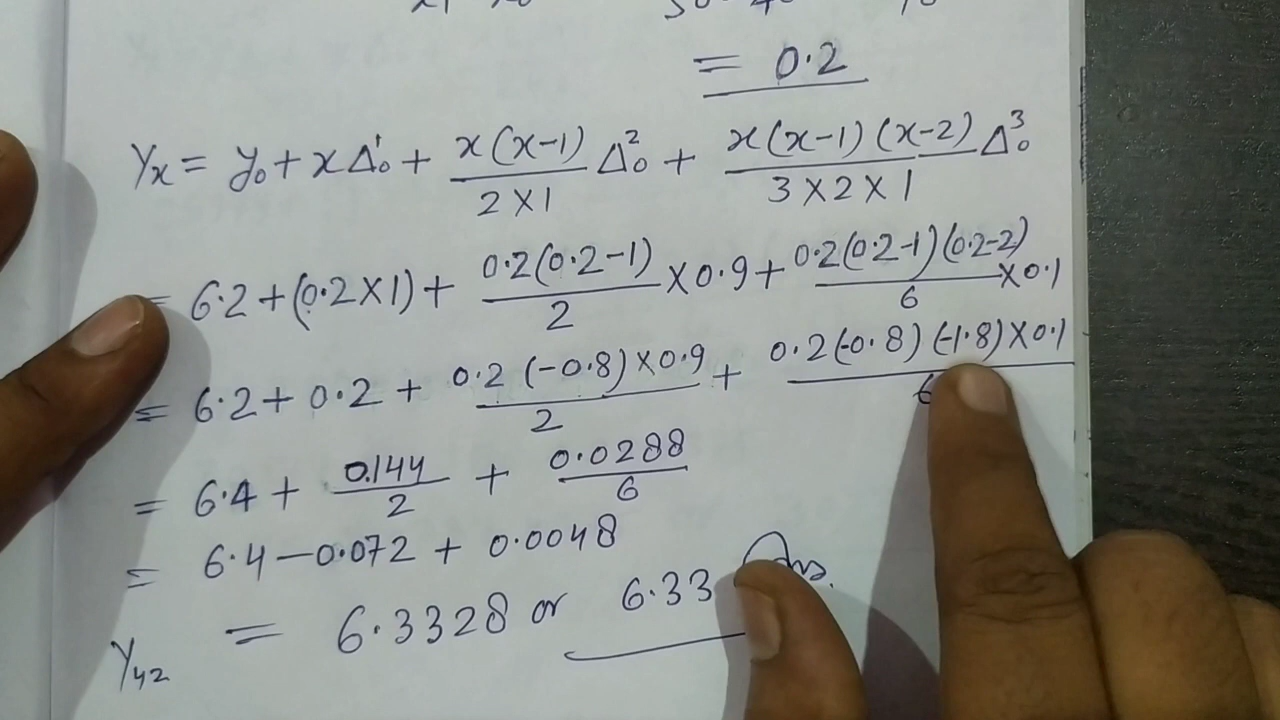 = 0.2
Yx = y₀ + xΔ¹₀ + x(x-1)/2×1 Δ²₀ + x(x-1)(x-2)/3×2×1 Δ³₀
= 6.2 + (0.2×1) + 0.2(0.2-1)/2 ×0.9 + 0.2(0.2-1)(0.2-2)/6 ×0.1
= 6.2 + 0.2 + 0.2(-0.8)×0.9/2 + 0.2(-0.8)(-1.8)×0.1/6
= 6.4 + 0.144/2 + 0.0288/6
= 6.4 - 0.072 + 0.0048
Y₄₂ = 6.3328 or 6.33 Ans.